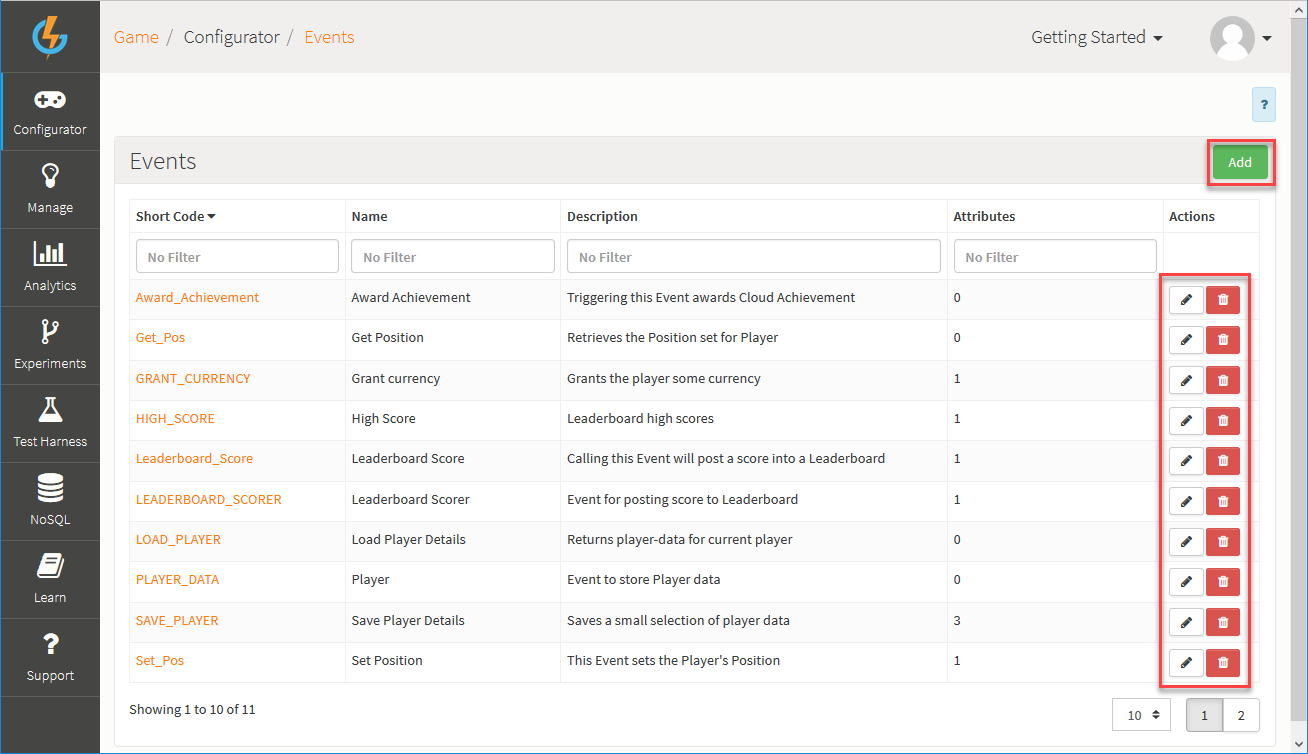 Game / Configurator / Events
Getting Started
?
Configurator
Manage
Analytics
Experiments
Test Harness
NoSQL
Learn
?
Support
Events
Add
Short Code Name Description Attributes Actions
No Filter No Filter No Filter No Filter
Award_Achievement Award Achievement Triggering this Event awards Cloud Achievement 0
Get_Pos Get Position Retrieves the Position set for Player 0
GRANT_CURRENCY Grant currency Grants the player some currency 1
HIGH_SCORE High Score Leaderboard high scores 1
Leaderboard_Score Leaderboard Score Calling this Event will post a score into a Leaderboard 1
LEADERBOARD_SCORER Leaderboard Scorer Event for posting score to Leaderboard 1
LOAD_PLAYER Load Player Details Returns player-data for current player 0
PLAYER_DATA Player Event to store Player data 0
SAVE_PLAYER Save Player Details Saves a small selection of player data 3
Set_Pos Set Position This Event sets the Player's Position 1
Showing 1 to 10 of 11
10 1 2